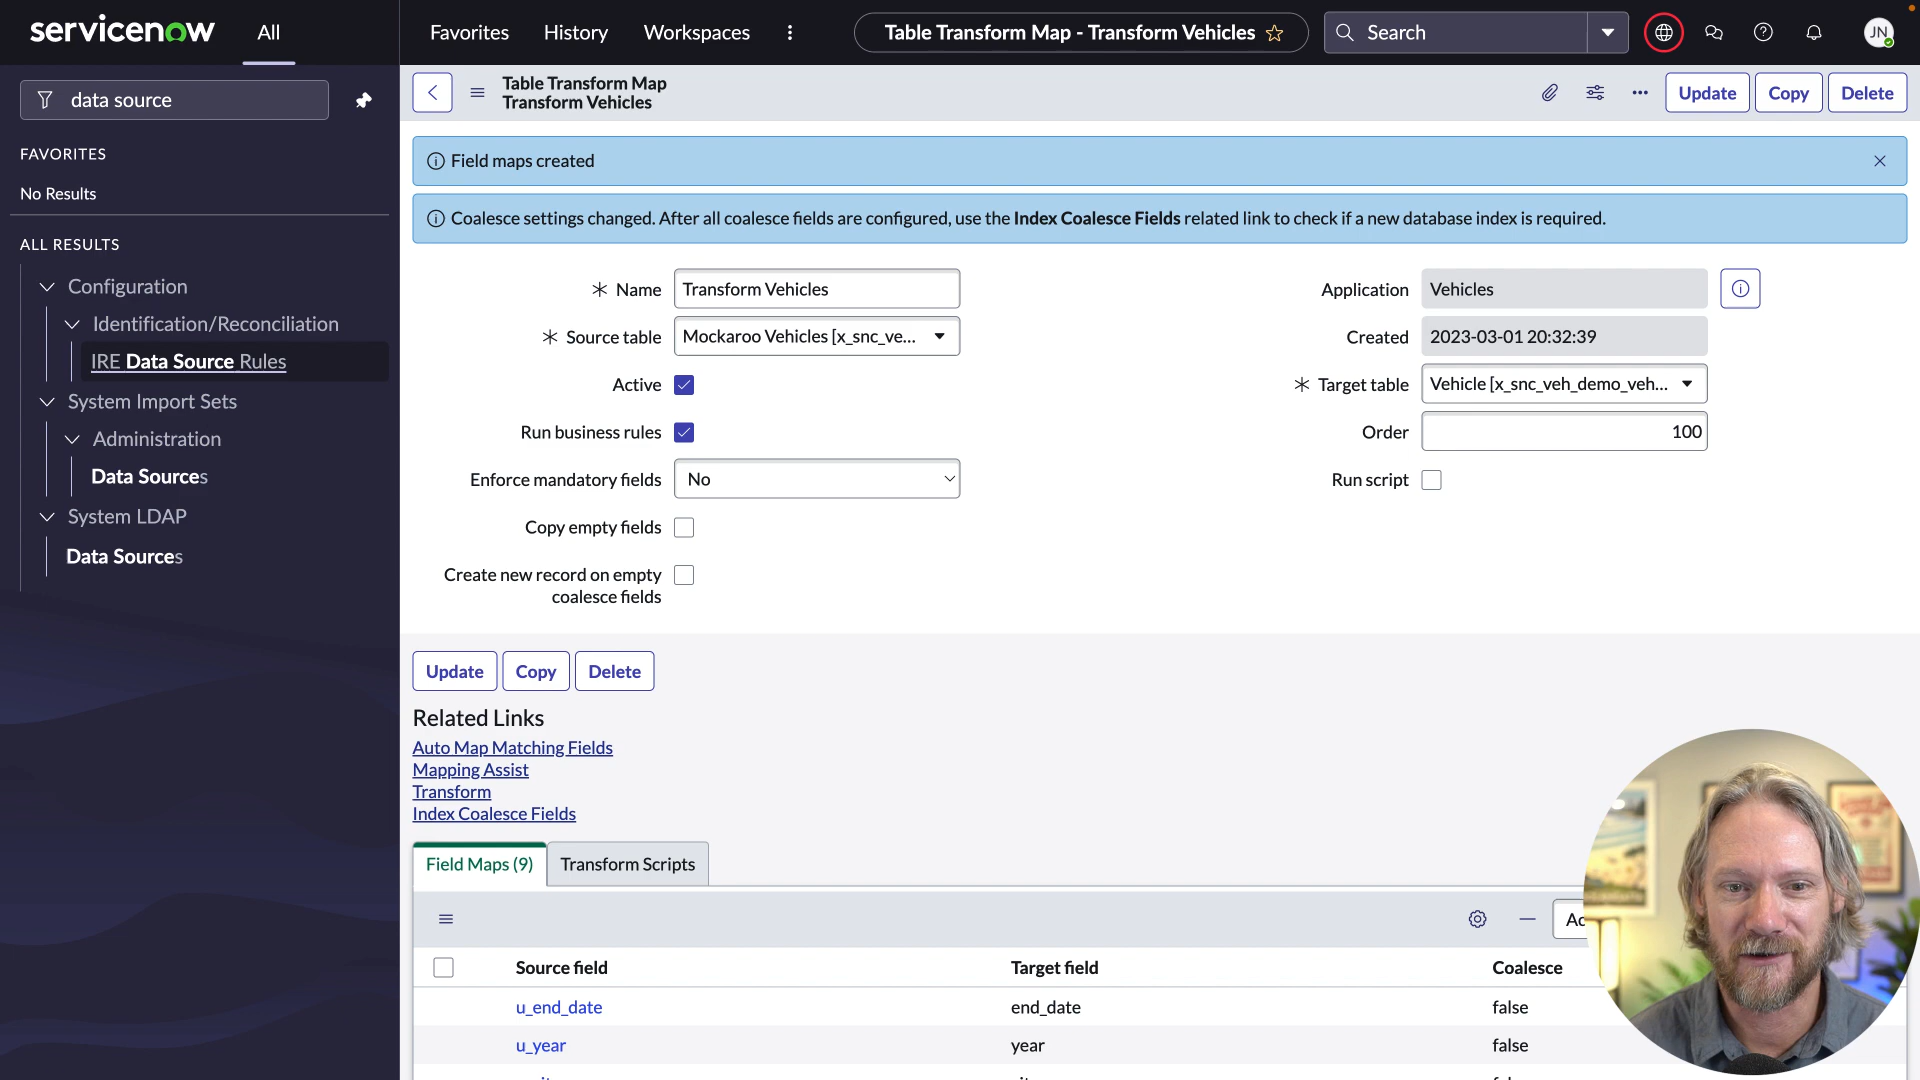 servicenow
All
Favorites
History
Workspaces
Table Transform Map - Transform Vehicles
Search
JN
data source
FAVORITES
No Results
ALL RESULTS
Configuration
Identification/Reconciliation
IRE Data Source Rules
System Import Sets
Administration
Data Sources
System LDAP
Data Sources
Table Transform Map
Transform Vehicles
Update
Copy
Delete
Field maps created
Coalesce settings changed. After all coalesce fields are configured, use the Index Coalesce Fields related link to check if a new database index is required.
Name
Transform Vehicles
Source table
Mockaroo Vehicles [x_snc_ve...
Active
Run business rules
Enforce mandatory fields
No
Copy empty fields
Create new record on empty
coalesce fields
Application
Vehicles
Created
2023-03-01 20:32:39
Target table
Vehicle [x_snc_veh_demo_veh...
Order
100
Run script
Update
Copy
Delete
Related Links
Auto Map Matching Fields
Mapping Assist
Transform
Index Coalesce Fields
Field Maps (9)
Transform Scripts
Source field
Target field
Coalesce
u_end_date
end_date
false
u_year
year
false